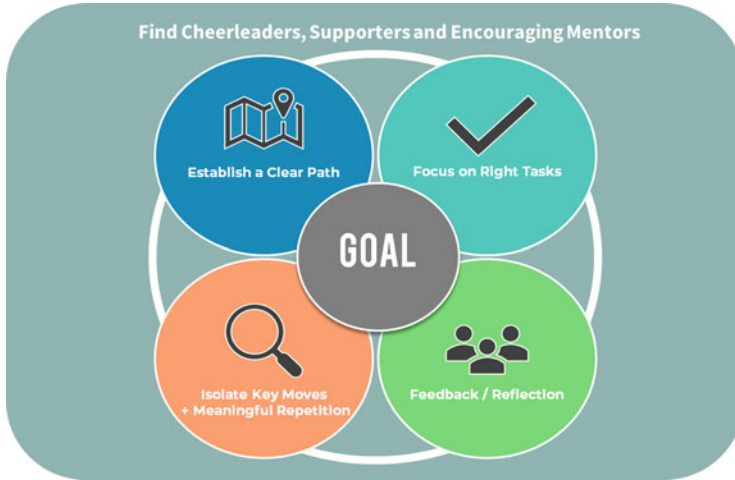 Find Cheerleaders, Supporters and Encouraging Mentors
Establish a Clear Path
Focus on Right Tasks
GOAL
Isolate Key Moves
+ Meaningful Repetition
Feedback / Reflection